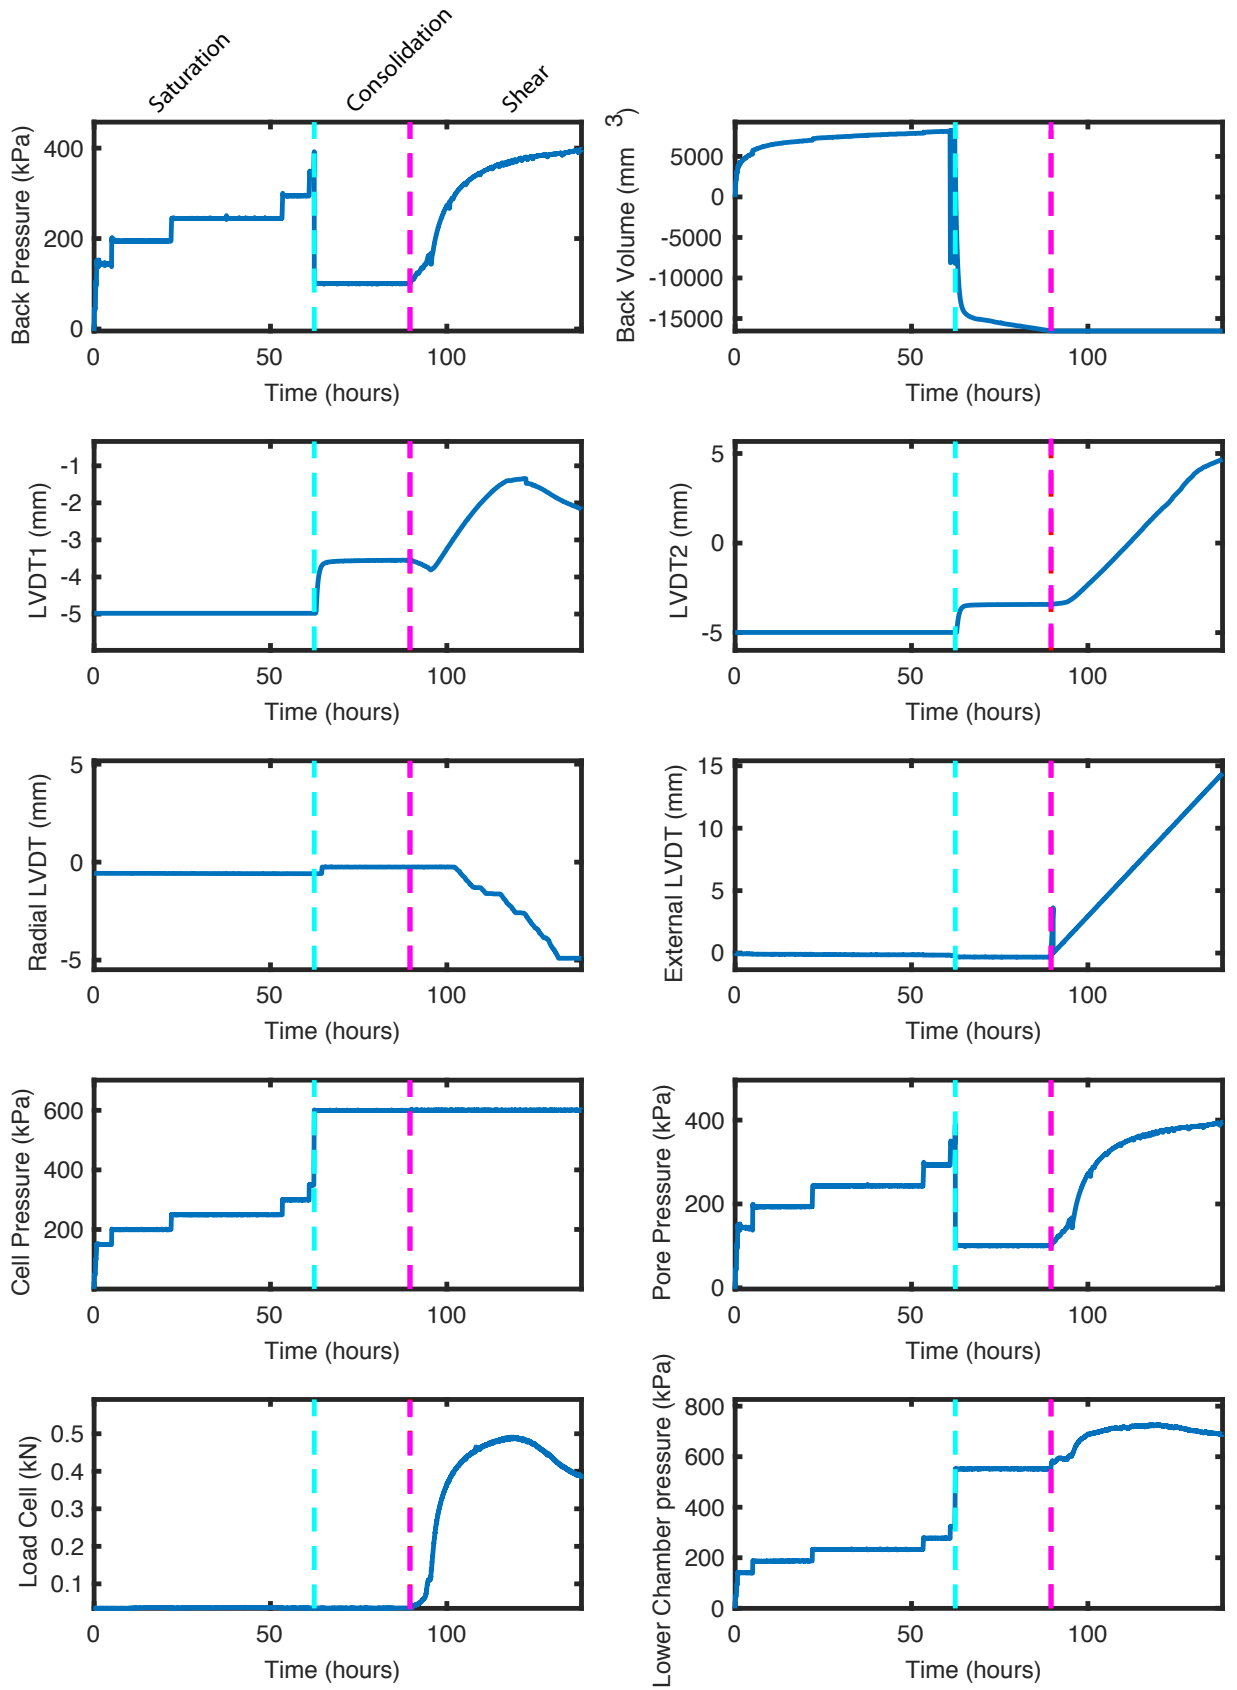 Saturation
Consolidation
Shear
Back Pressure (kPa)
400
200
0
0 50 100
Time (hours)
Back Volume (mm 3)
5000
0
-5000
-10000
-15000
0 50 100
Time (hours)
LVDT1 (mm)
-1
-2
-3
-4
-5
0 50 100
Time (hours)
LVDT2 (mm)
5
0
-5
0 50 100
Time (hours)
Radial LVDT (mm)
5
0
-5
0 50 100
Time (hours)
External LVDT (mm)
15
10
5
0
0 50 100
Time (hours)
Cell Pressure (kPa)
600
400
200
0 50 100
Time (hours)
Pore Pressure (kPa)
400
200
0
0 50 100
Time (hours)
Load Cell (kN)
0.5
0.4
0.3
0.2
0.1
0 50 100
Time (hours)
Lower Chamber pressure (kPa)
800
600
400
200
0
0 50 100
Time (hours)